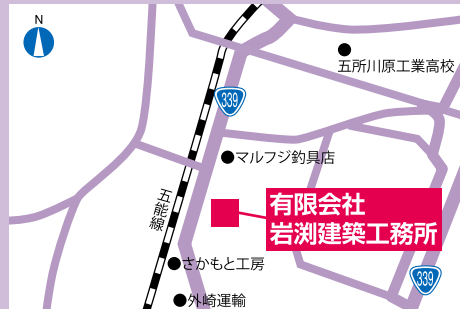 N
五所川原工業高校
339
マルフジ釣具店
五能線
有限会社
岩渕建築工務所
さかもと工房
339
外崎運輸